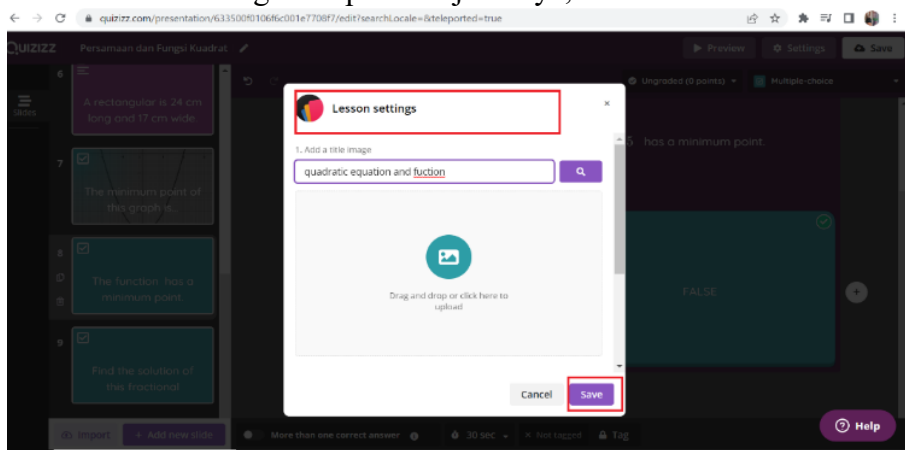 quizizz.com/presentation/633500f0106f6c001e7708f7/edit?searchLocale=&teleported=true
QUIZIZZ Persamaan dan Fungsi Kuadrat Preview Settings Save
Slides
6
A rectangular is 24 cm
long and 17 cm wide.
7
The minimum point of
this graph is...
8
The function has a
minimum point.
9
Find the solution of
this fractional
Import + Add new slide
Ungraded (0 points) Multiple-choice
has a minimum point.
FALSE
Lesson settings
1. Add a title image
quadratic equation and fuction
Drag and drop or click here to
upload
Cancel Save
More than one correct answer 30 sec Not tagged Tag
Help